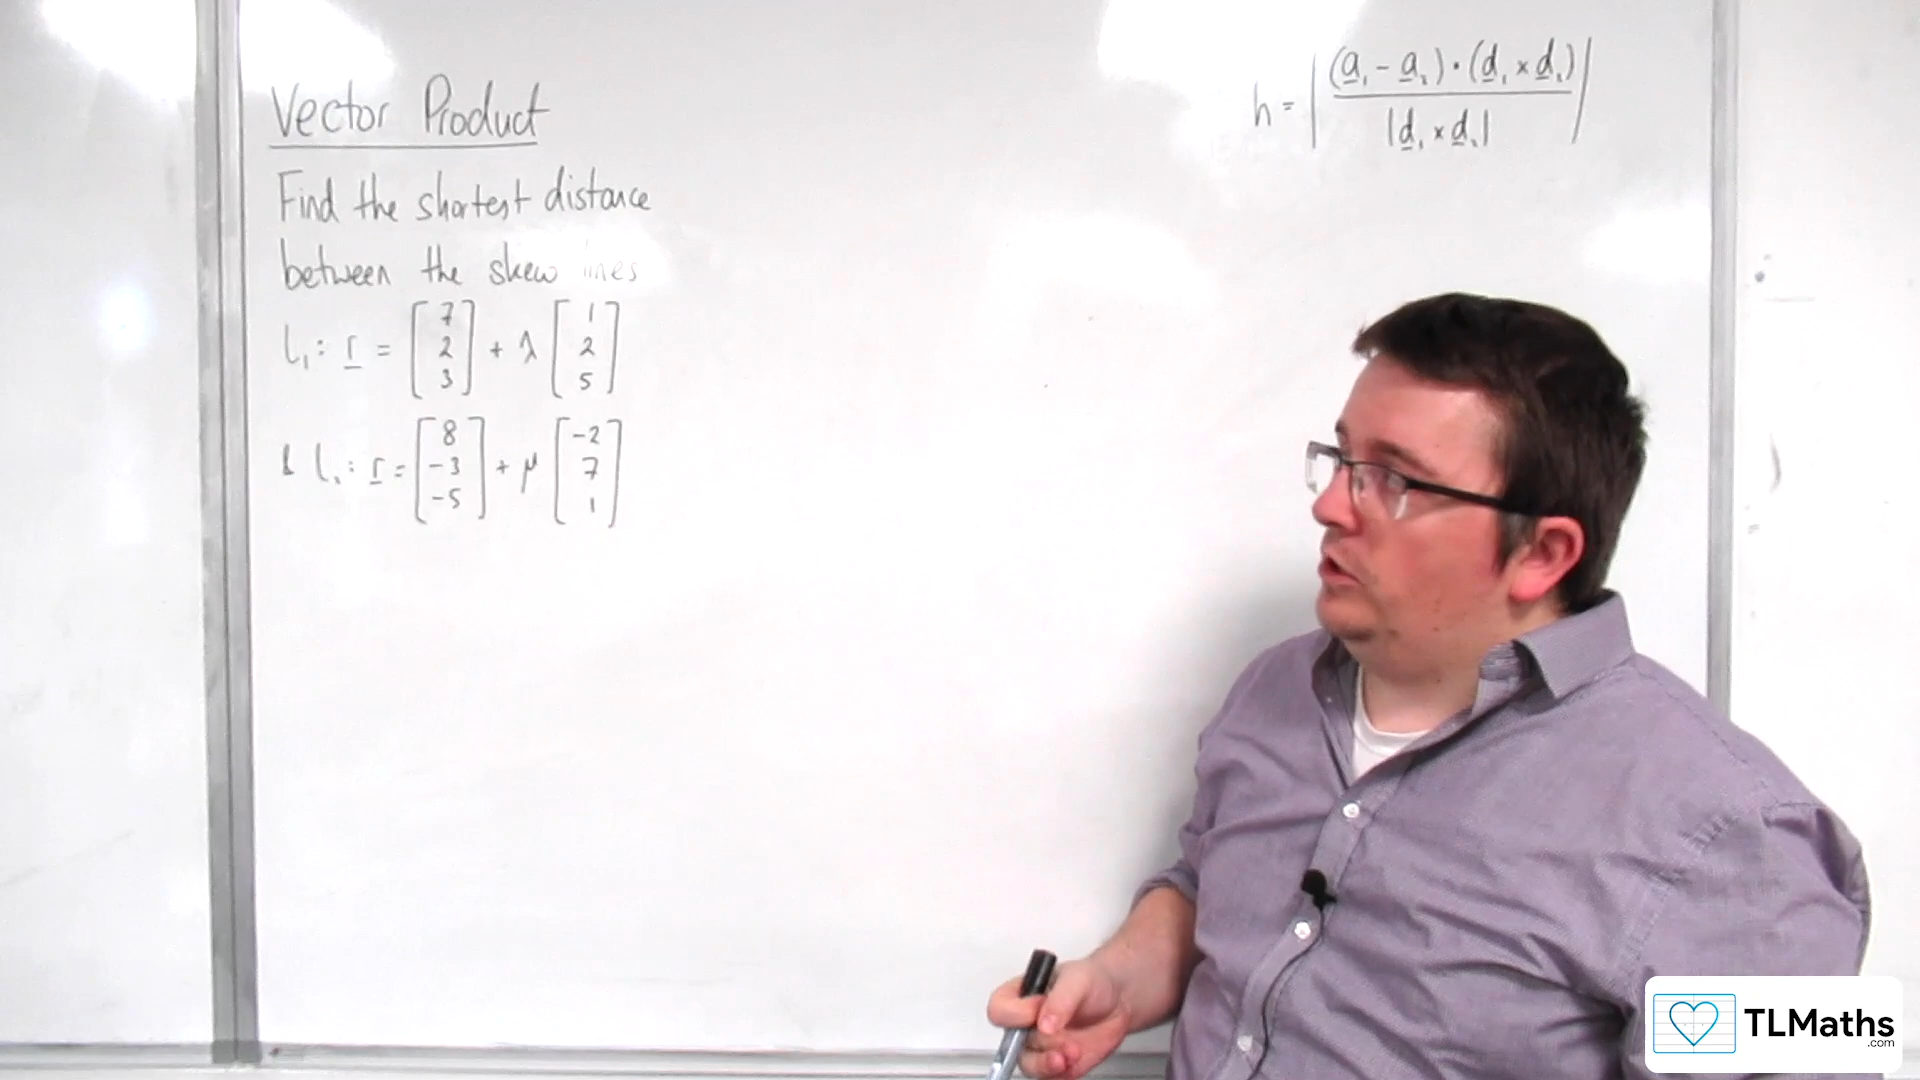 Vector Product
Find the shortest distance
between the skew lines
l₁: r = [7 2 3] + λ [1 2 5]
& l₂: r = [8 -3 -5] + μ [-2 7 1]
h = |(a₁ - a₂)·(d₁ × d₂) / |d₁ × d₂||
TLMaths
.com